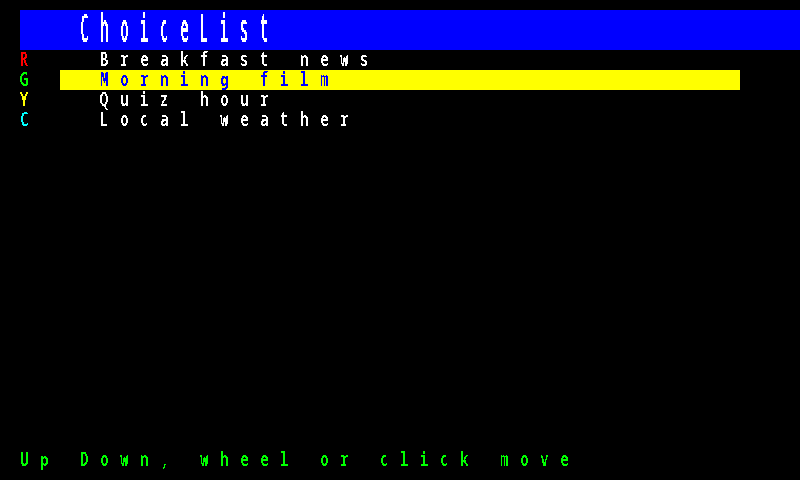 ChoiceList
R Breakfast news
G Morning film
Y Quiz hour
C Local weather
Up Down, wheel or click move